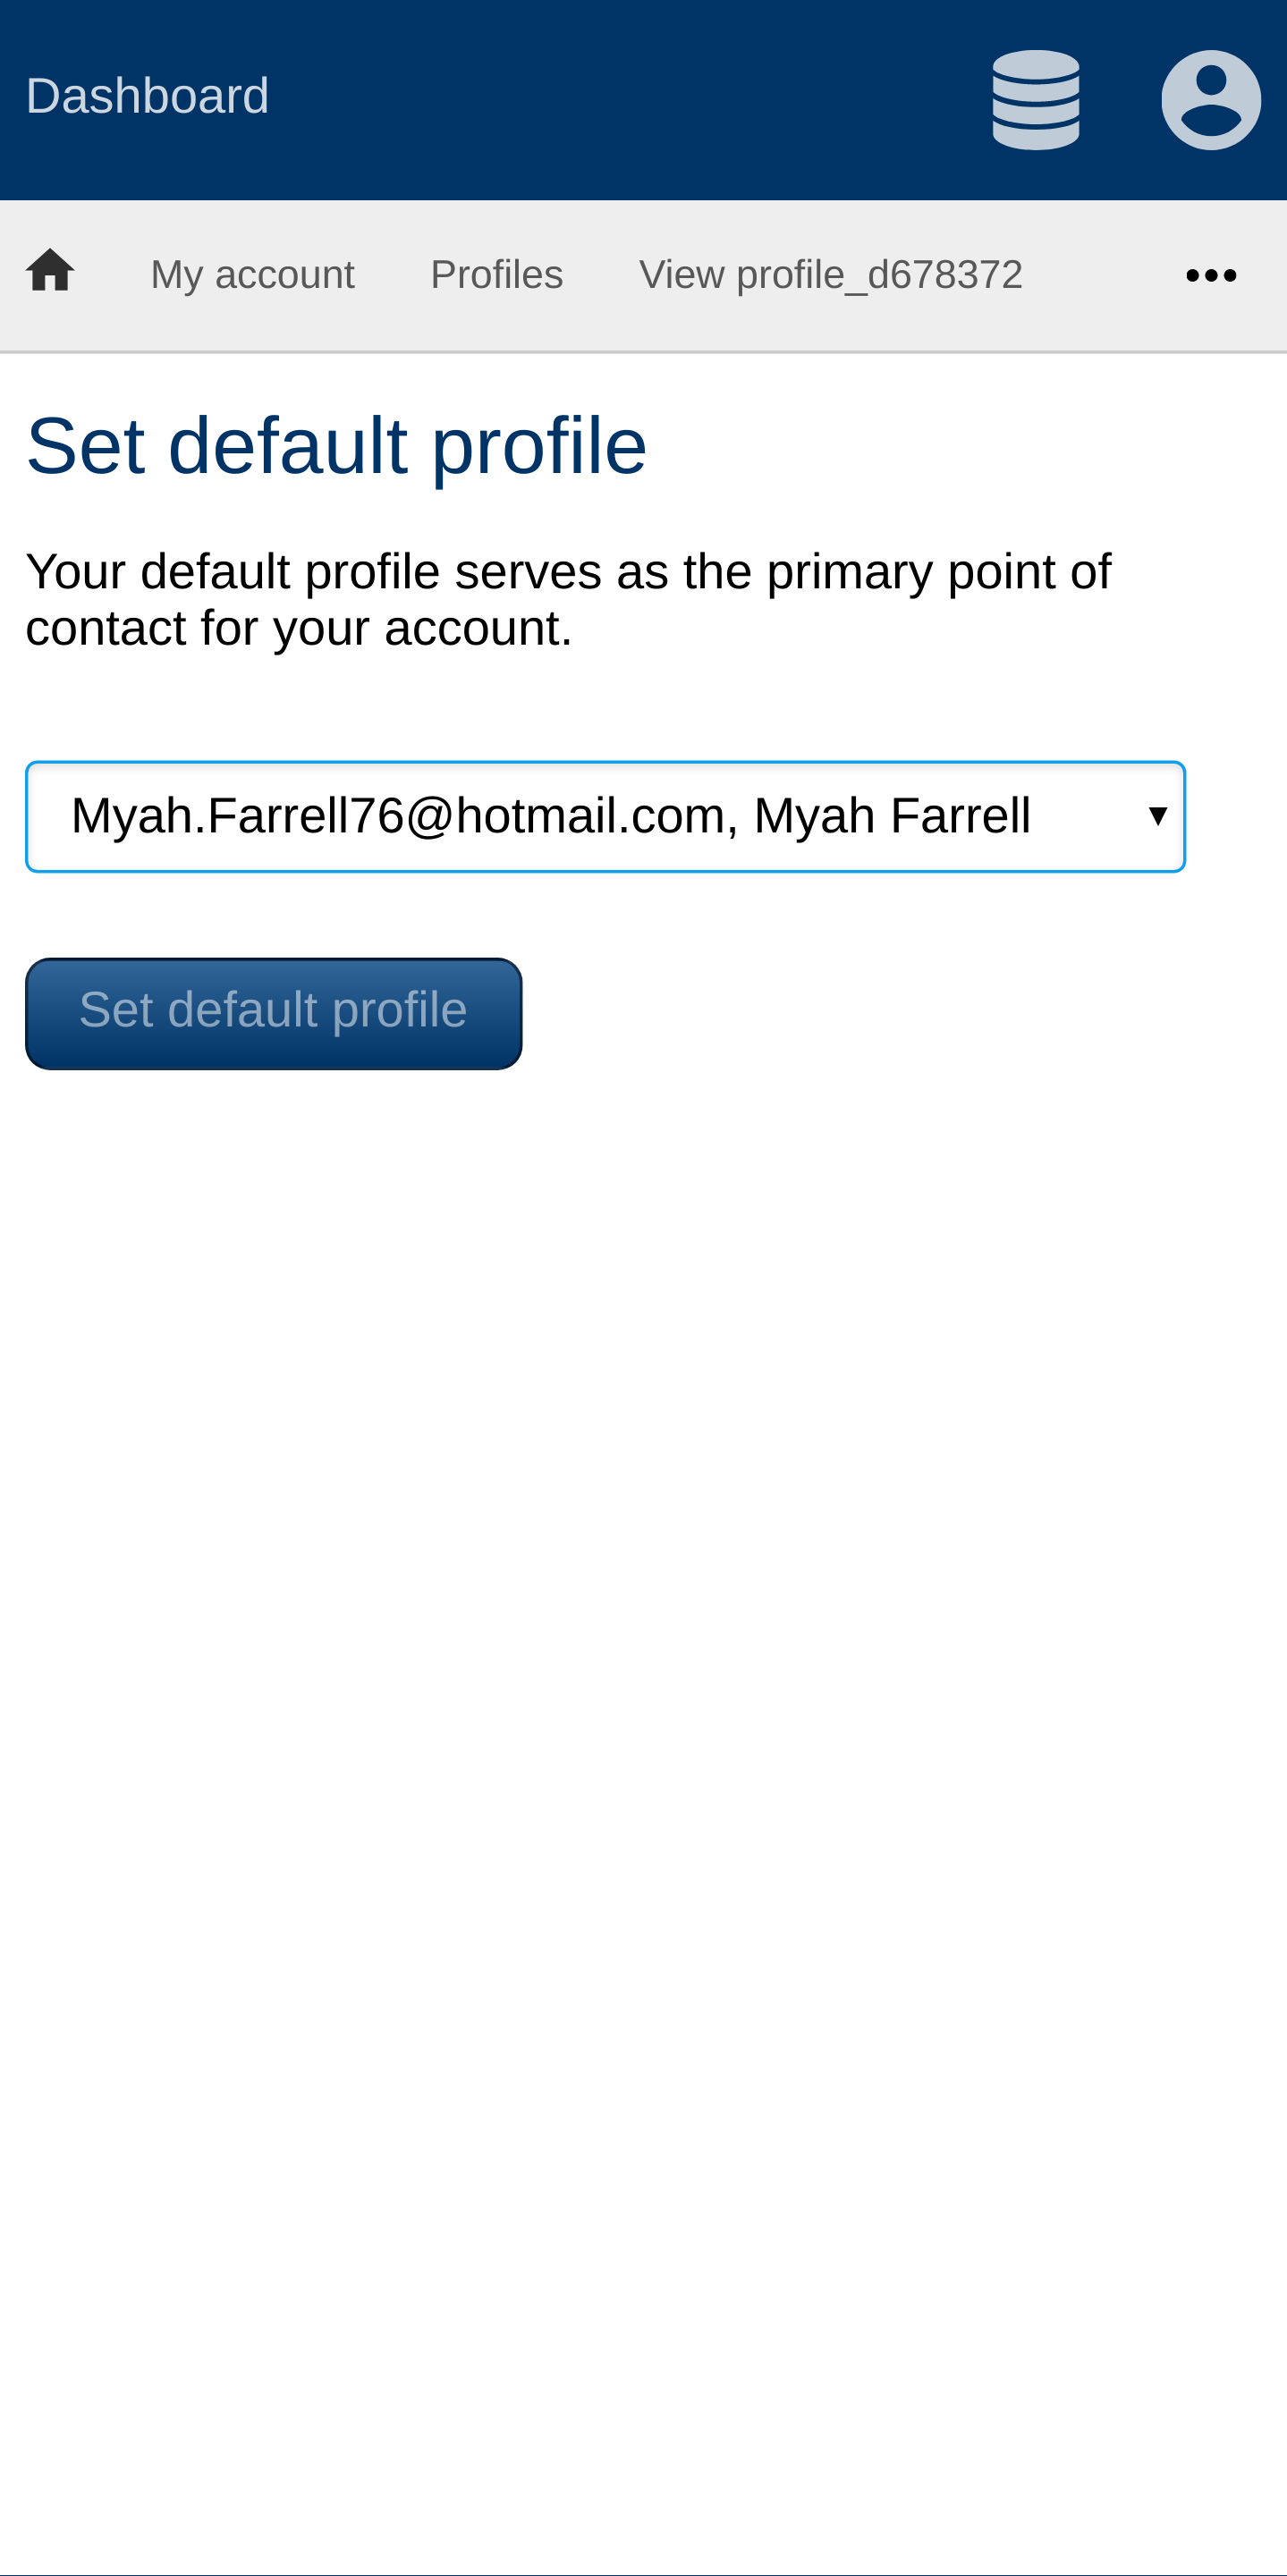 Dashboard
My account Profiles View profile_d678372
Set default profile
Your default profile serves as the primary point of
contact for your account.
Myah.Farrell76@hotmail.com, Myah Farrell
Set default profile